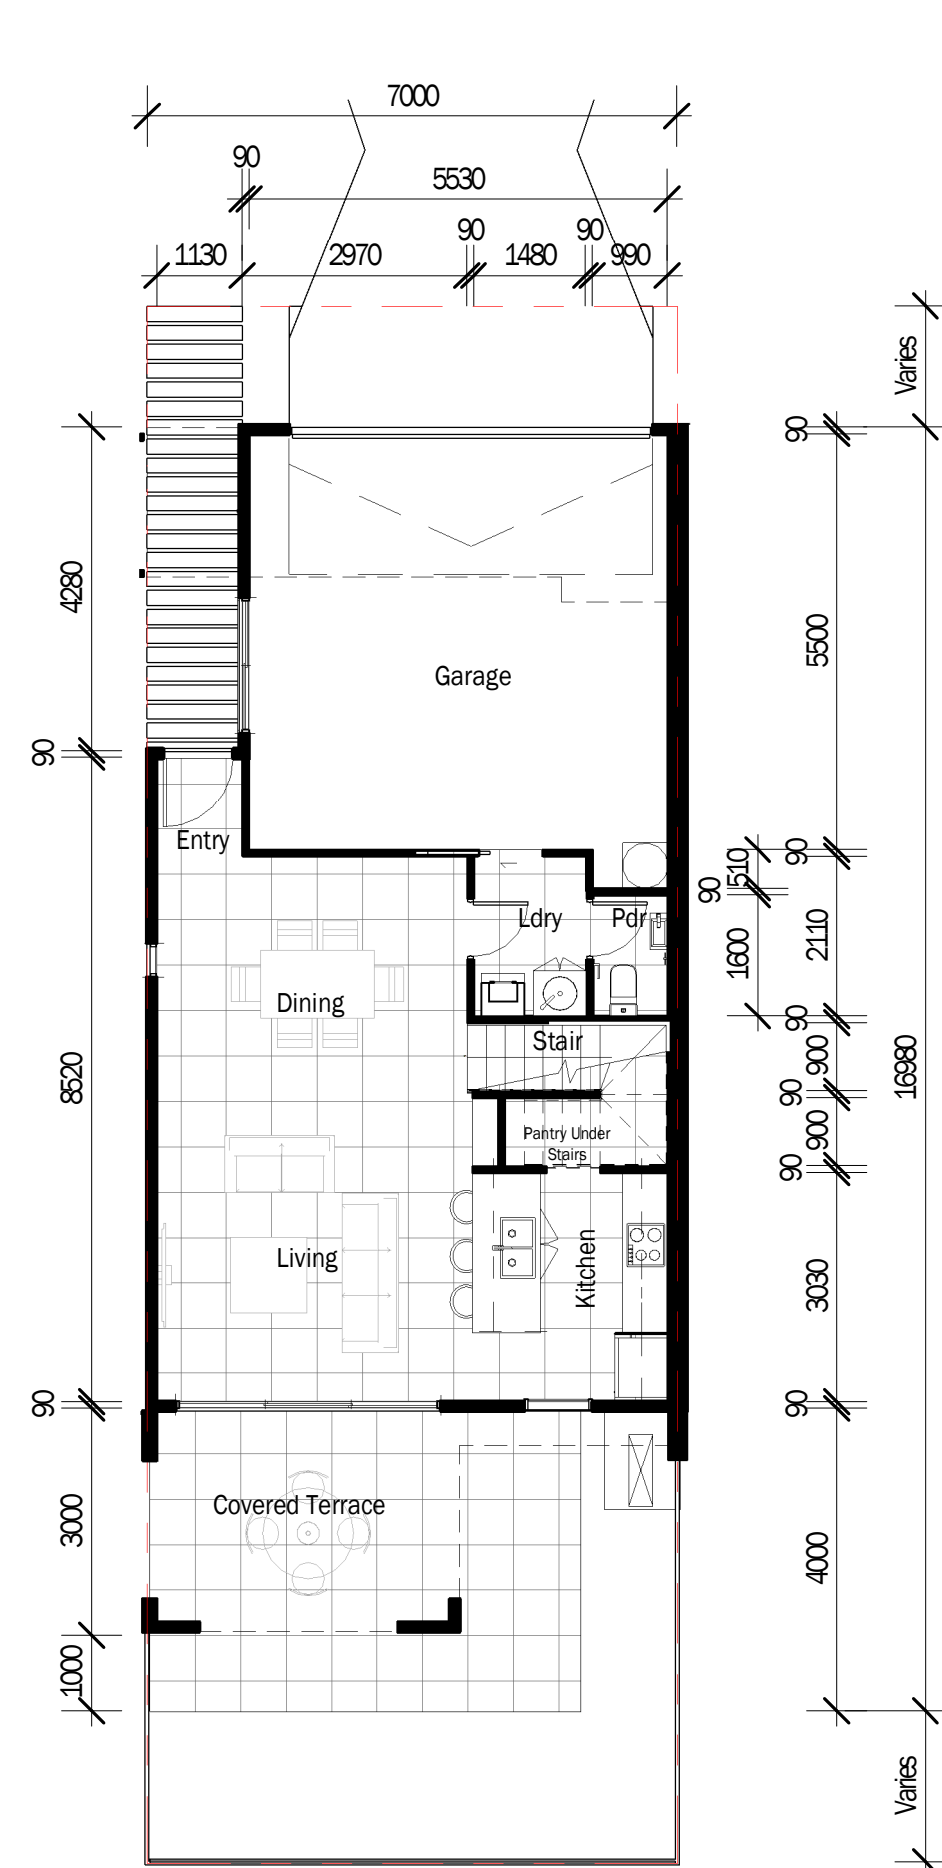 7000
90
5530
90
90
1130
2970
1480
990
Varies
90
4280
5500
Garage
90
Entry
90
510
90
Ldry
Pdr
2110
1600
Dining
90
Stair
900
16980
8520
90
Pantry Under
Stairs
900
90
Living
Kitchen
3030
90
90
Covered Terrace
3000
4000
1000
Varies